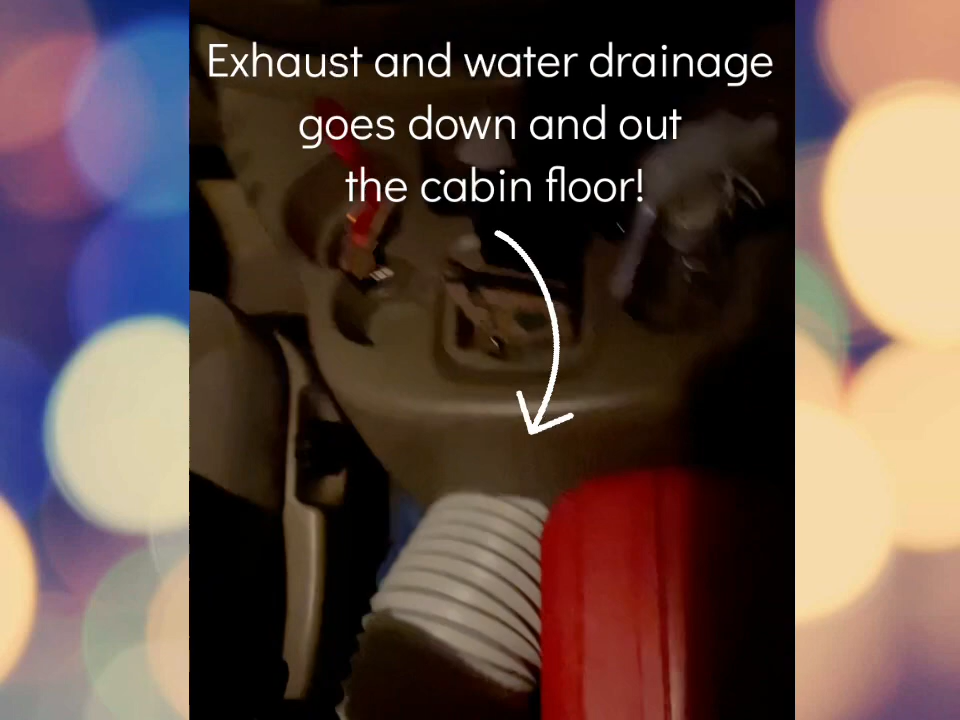 Exhaust and water drainage
goes down and out
the cabin floor!